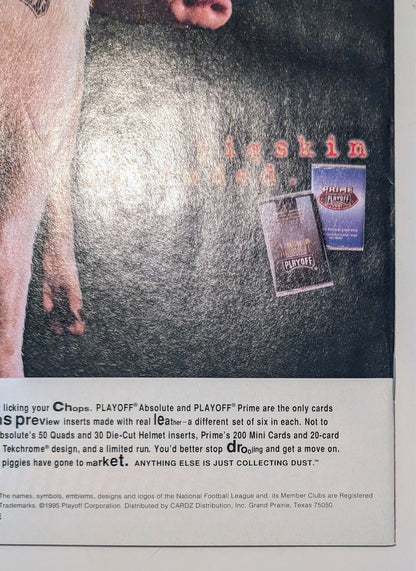 igskin
PRIME
PLAYOFF
PLAYOFF
licking your Chops. PLAYOFF® Absolute and PLAYOFF® Prime are the only cards
as preview inserts made with real leather–a different set of six in each. Not to
bsolute's 50 Quads and 30 Die-Cut Helmet inserts, Prime's 200 Mini Cards and 20-card
Tekchrome® design, and a limited run. You'd better stop drooling and get a move on.
piggies have gone to market. ANYTHING ELSE IS JUST COLLECTING DUST.™
The names, symbols, emblems, designs and logos of the National Football League and its Member Clubs are Registered
Trademarks. ©1995 Playoff Corporation. Distributed by CARDZ Distribution, Inc. Grand Prairie, Texas 75050.